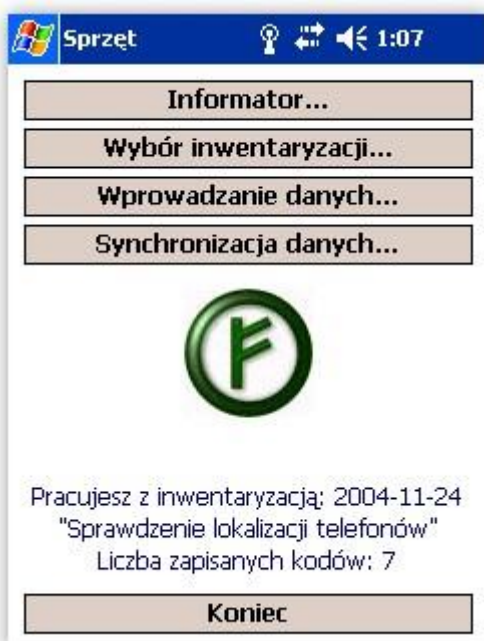 Sprzęt 1:07
Informator...
Wybór inwentaryzacji...
Wprowadzanie danych...
Synchronizacja danych...
Pracujesz z inwentaryzacją: 2004-11-24
"Sprawdzenie lokalizacji telefonów"
Liczba zapisanych kodów: 7
Koniec